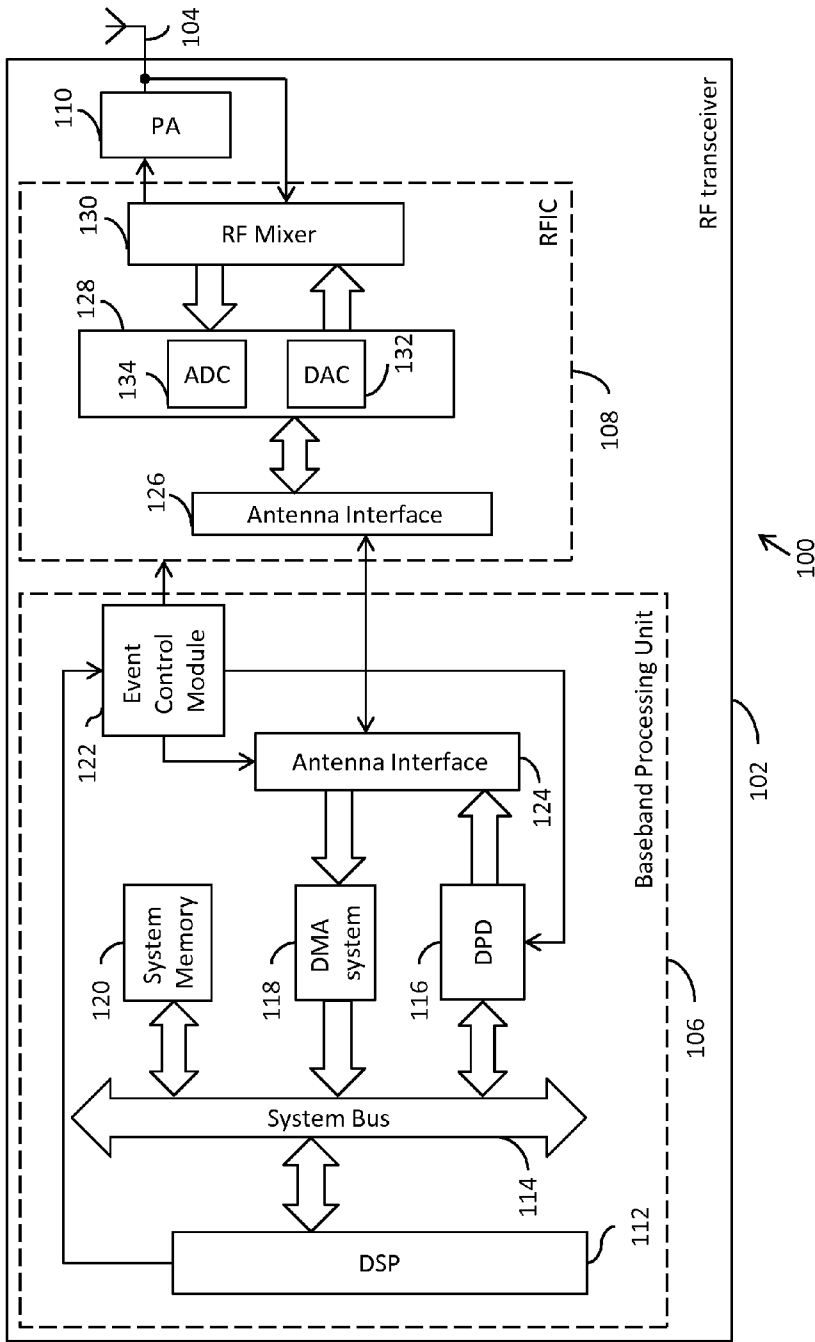 100
RF transceiver
102
104
Baseband Processing Unit
106
RFIC
108
PA
110
DSP
112
System Bus
114
DPD
116
DMA
system
118
System
Memory
120
Event
Control
Module
122
Antenna Interface
124
Antenna Interface
126
128
ADC
134
DAC
132
RF Mixer
130